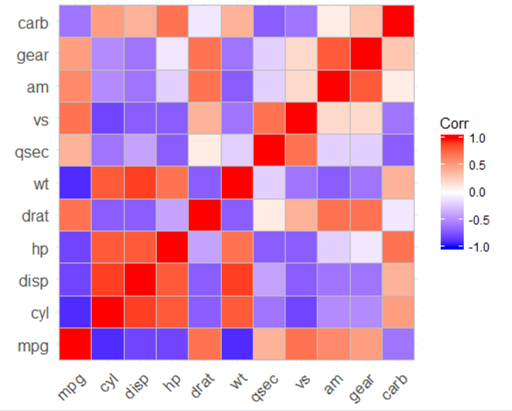 carb
gear
am
vs
qsec
wt
drat
hp
disp
cyl
mpg
mpg cyl disp hp drat wt qsec vs am gear carb
Corr
1.0
0.5
0.0
-0.5
-1.0